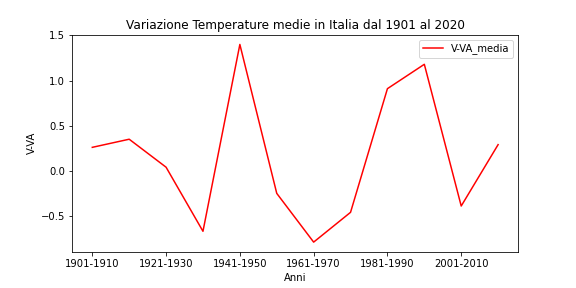 Variazione Temperature medie in Italia dal 1901 al 2020
V-VA_media
1.5
1.0
0.5
0.0
−0.5
V-VA
1901-1910 1921-1930 1941-1950 1961-1970 1981-1990 2001-2010
Anni